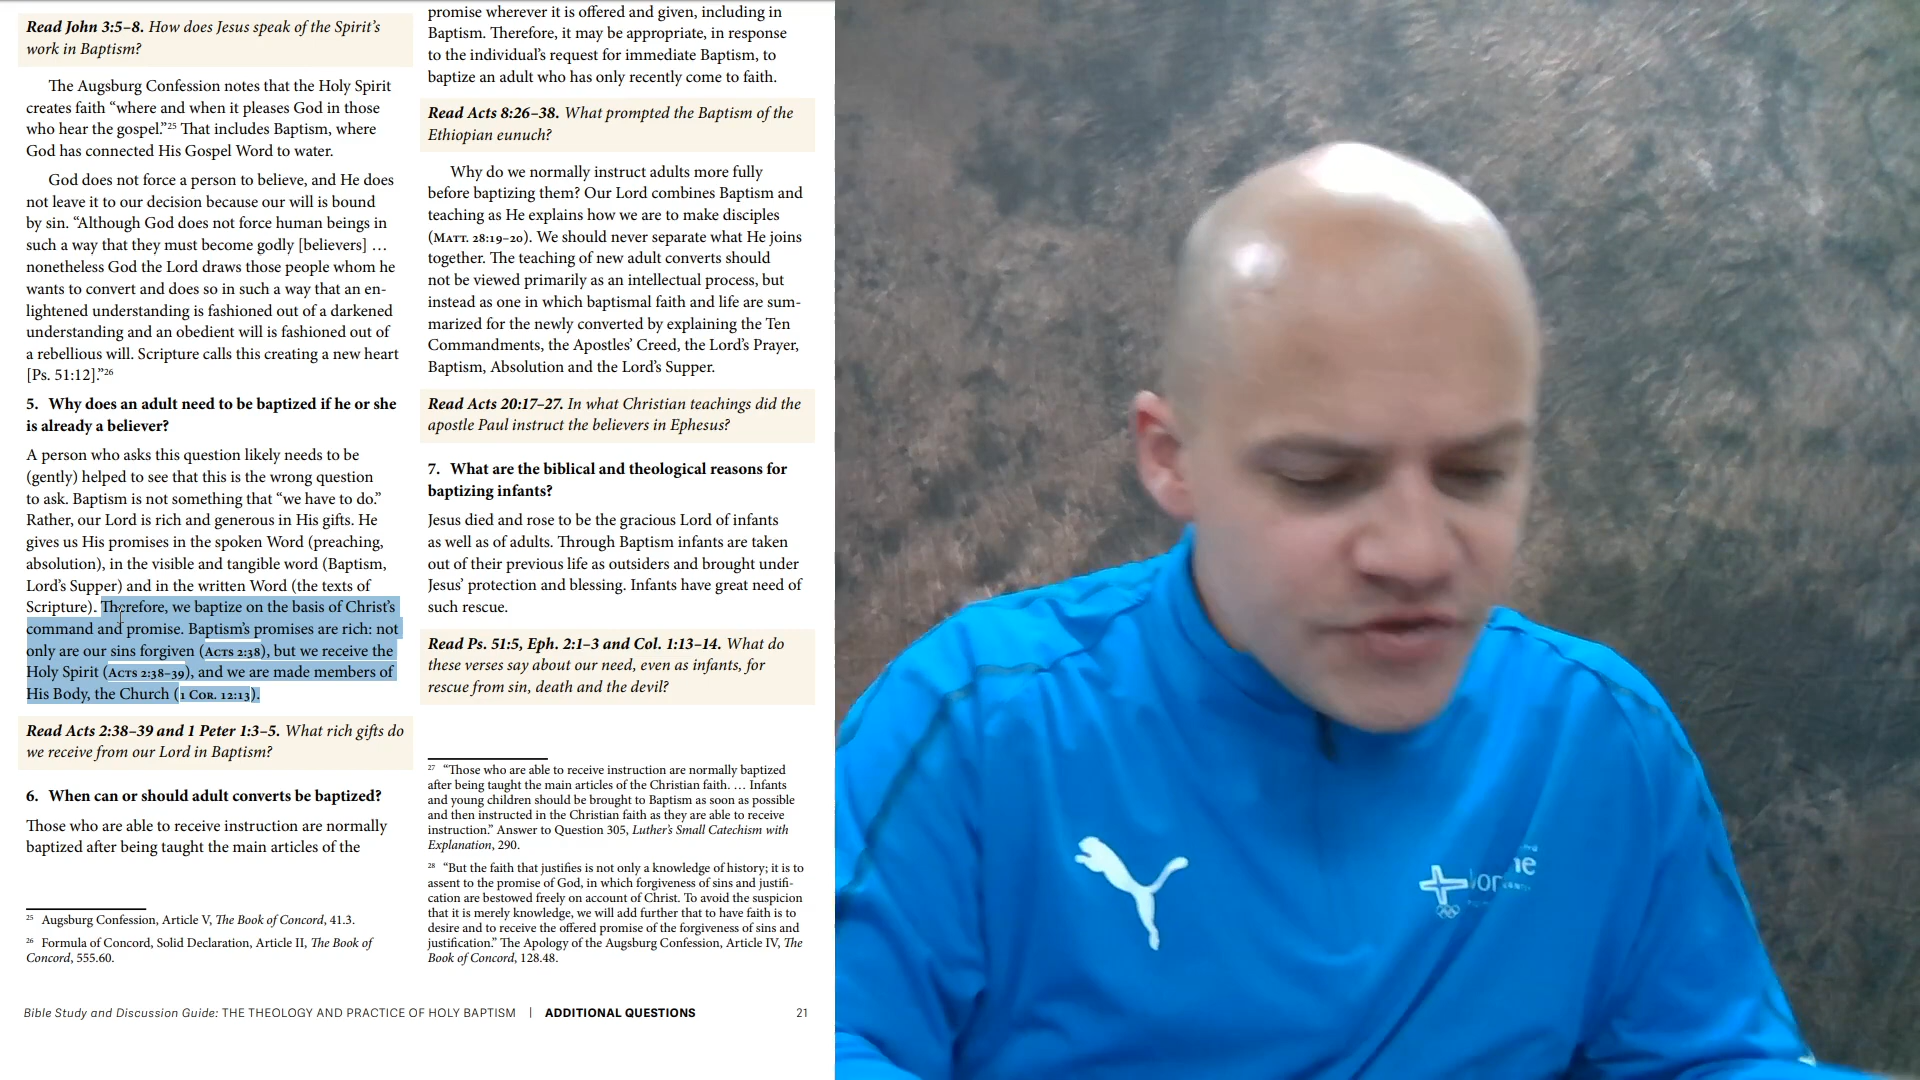 Read John 3:5–8. How does Jesus speak of the Spirit’s
work in Baptism?
The Augsburg Confession notes that the Holy Spirit
creates faith “where and when it pleases God in those
who hear the gospel.”25 That includes Baptism, where
God has connected His Gospel Word to water.
God does not force a person to believe, and He does
not leave it to our decision because our will is bound
by sin. “Although God does not force human beings in
such a way that they must become godly [believers] …
nonetheless God the Lord draws those people whom he
wants to convert and does so in such a way that an en-
lightened understanding is fashioned out of a darkened
understanding and an obedient will is fashioned out of
a rebellious will. Scripture calls this creating a new heart
[Ps. 51:12].”26
5. Why does an adult need to be baptized if he or she
is already a believer?
A person who asks this question likely needs to be
(gently) helped to see that this is the wrong question
to ask. Baptism is not something that “we have to do.”
Rather, our Lord is rich and generous in His gifts. He
gives us His promises in the spoken Word (preaching,
absolution), in the visible and tangible word (Baptism,
Lord’s Supper) and in the written Word (the texts of
Scripture). Therefore, we baptize on the basis of Christ’s
command and promise. Baptism’s promises are rich: not
only are our sins forgiven (Acts 2:38), but we receive the
Holy Spirit (Acts 2:38–39), and we are made members of
His Body, the Church (1 Cor. 12:13).
Read Acts 2:38–39 and 1 Peter 1:3–5. What rich gifts do
we receive from our Lord in Baptism?
6. When can or should adult converts be baptized?
Those who are able to receive instruction are normally
baptized after being taught the main articles of the
25 Augsburg Confession, Article V, The Book of Concord, 41.3.
26 Formula of Concord, Solid Declaration, Article II, The Book of
Concord, 555.60.
promise wherever it is offered and given, including in
Baptism. Therefore, it may be appropriate, in response
to the individual’s request for immediate Baptism, to
baptize an adult who has only recently come to faith.
Read Acts 8:26–38. What prompted the Baptism of the
Ethiopian eunuch?
Why do we normally instruct adults more fully
before baptizing them? Our Lord combines Baptism and
teaching as He explains how we are to make disciples
(Matt. 28:19–20). We should never separate what He joins
together. The teaching of new adult converts should
not be viewed primarily as an intellectual process, but
instead as one in which baptismal faith and life are sum-
marized for the newly converted by explaining the Ten
Commandments, the Apostles’ Creed, the Lord’s Prayer,
Baptism, Absolution and the Lord’s Supper.
Read Acts 20:17–27. In what Christian teachings did the
apostle Paul instruct the believers in Ephesus?
7. What are the biblical and theological reasons for
baptizing infants?
Jesus died and rose to be the gracious Lord of infants
as well as of adults. Through Baptism infants are taken
out of their previous life as outsiders and brought under
Jesus’ protection and blessing. Infants have great need of
such rescue.
Read Ps. 51:5, Eph. 2:1–3 and Col. 1:13–14. What do
these verses say about our need, even as infants, for
rescue from sin, death and the devil?
27 “Those who are able to receive instruction are normally baptized
after being taught the main articles of the Christian faith. … Infants
and young children should be brought to Baptism as soon as possible
and then instructed in the Christian faith as they are able to receive
instruction.” Answer to Question 305, Luther’s Small Catechism with
Explanation, 290.
28 “But the faith that justifies is not only a knowledge of history; it is to
assent to the promise of God, in which forgiveness of sins and justifi-
cation are bestowed freely on account of Christ. To avoid the suspicion
that it is merely knowledge, we will add further that to have faith is to
desire and to receive the offered promise of the forgiveness of sins and
justification.” The Apology of the Augsburg Confession, Article IV, The
Book of Concord, 128.48.
Bible Study and Discussion Guide: THE THEOLOGY AND PRACTICE OF HOLY BAPTISM | ADDITIONAL QUESTIONS 21